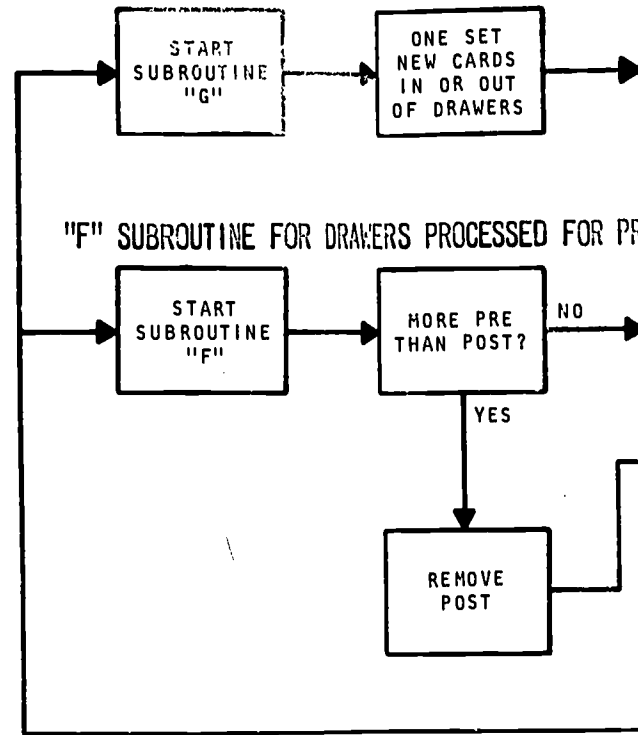 START
SUBROUTINE
"G"
ONE SET
NEW CARDS
IN OR OUT
OF DRAWERS
"F" SUBROUTINE FOR DRAWERS PROCESSED FOR PR
START
SUBROUTINE
"F"
MORE PRE
THAN POST?
NO
YES
REMOVE
POST